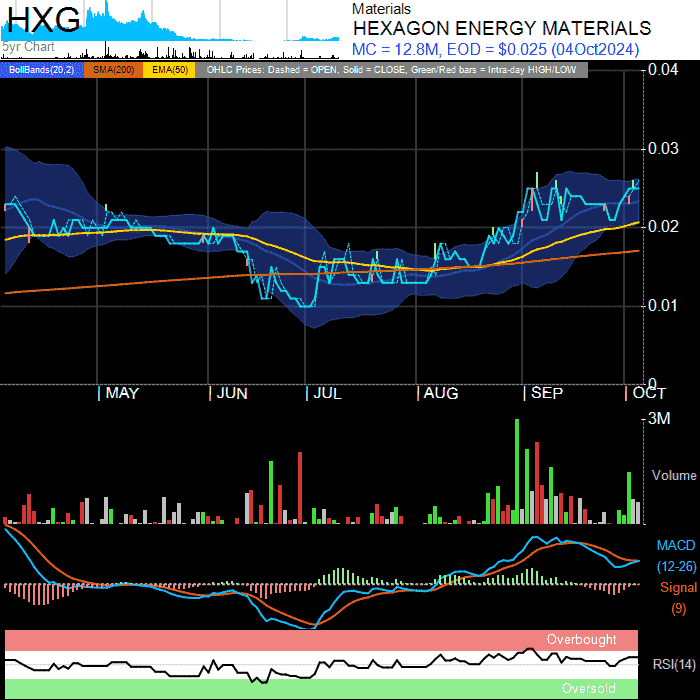 HXG
5yr Chart
Materials
HEXAGON ENERGY MATERIALS
MC = 12.8M, EOD = $0.025 (04Oct2024)
BollBands(20,2) SMA(200) EMA(50) OHLC Prices: Dashed = OPEN, Solid = CLOSE, Green/Red bars = Intra-day HIGH/LOW
0.04
0.03
0.02
0.01
0
MAY JUN JUL AUG SEP OCT
3M
Volume
MACD
(12-26)
Signal
(9)
Overbought
RSI(14)
Oversold